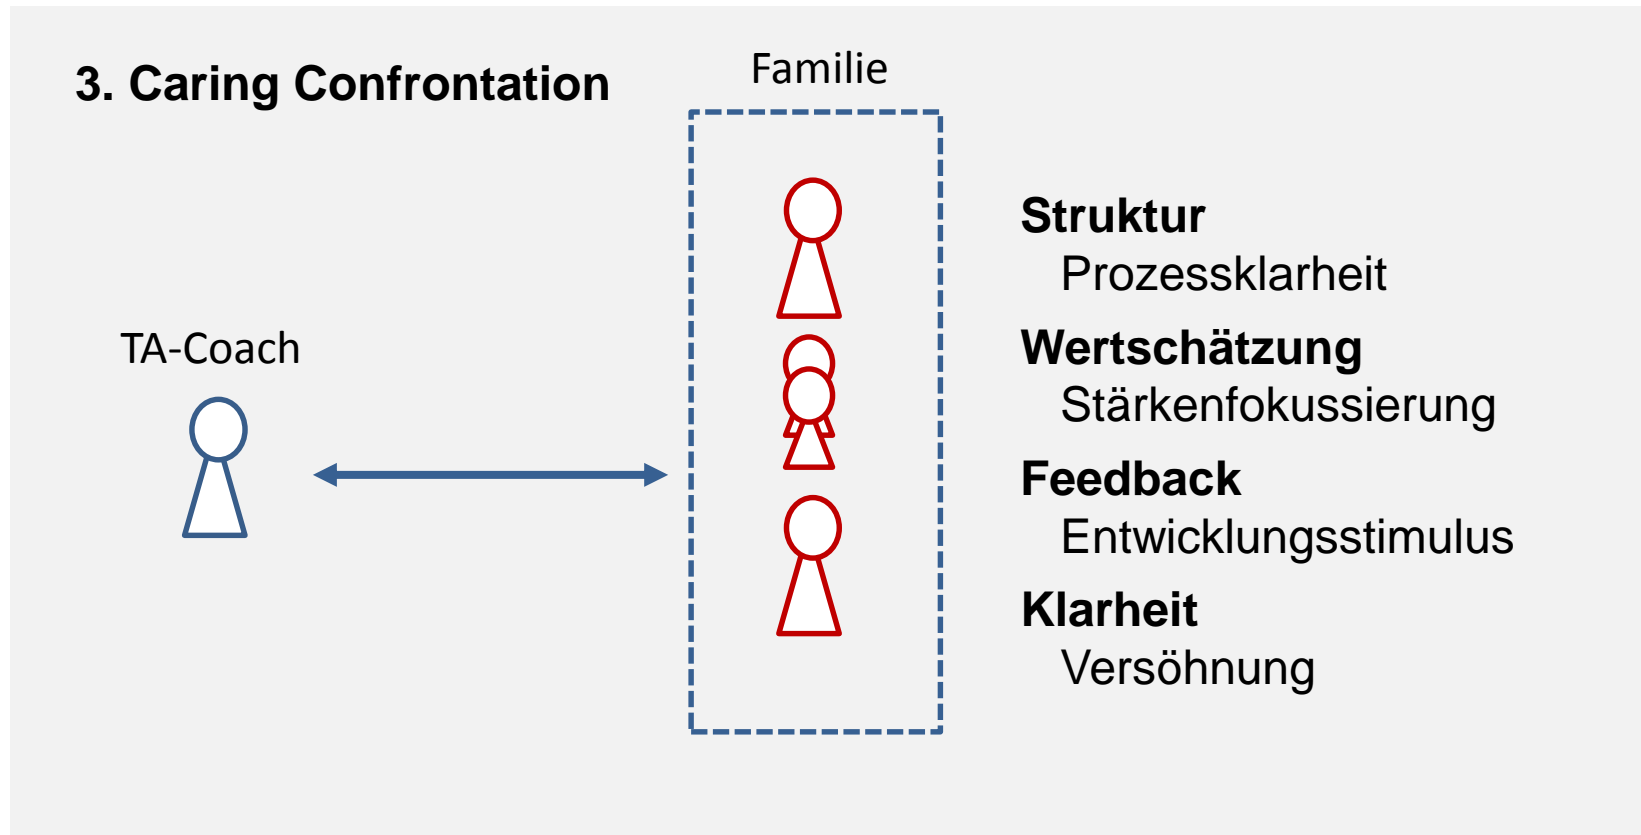 3. Caring Confrontation
Familie
TA-Coach
Struktur
Prozessklarheit
Wertschätzung
Stärkenfokussierung
Feedback
Entwicklungsstimulus
Klarheit
Versöhnung